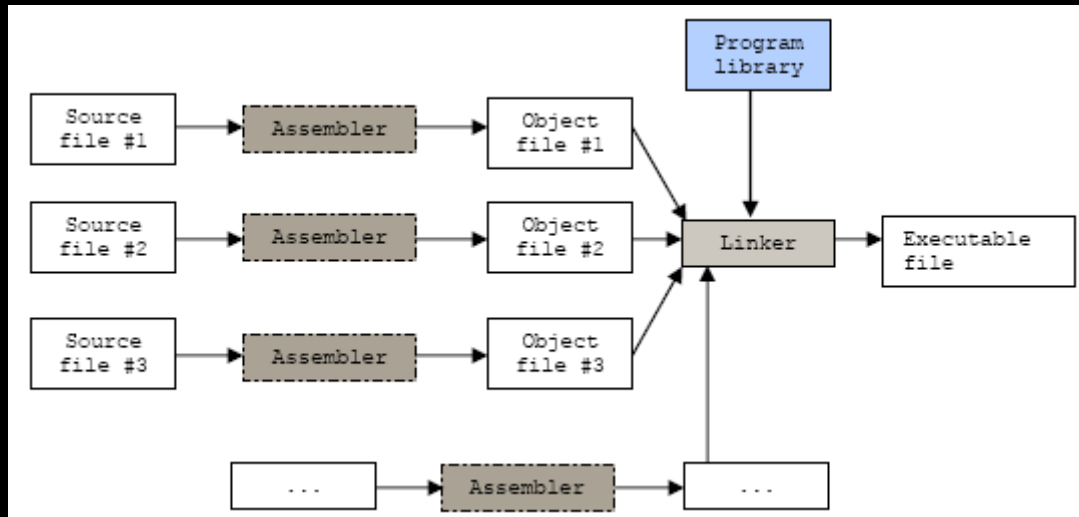 Program
library
Source
file #1
Assembler
Object
file #1
Source
file #2
Assembler
Object
file #2
Linker
Executable
file
Source
file #3
Assembler
Object
file #3
...
Assembler
...